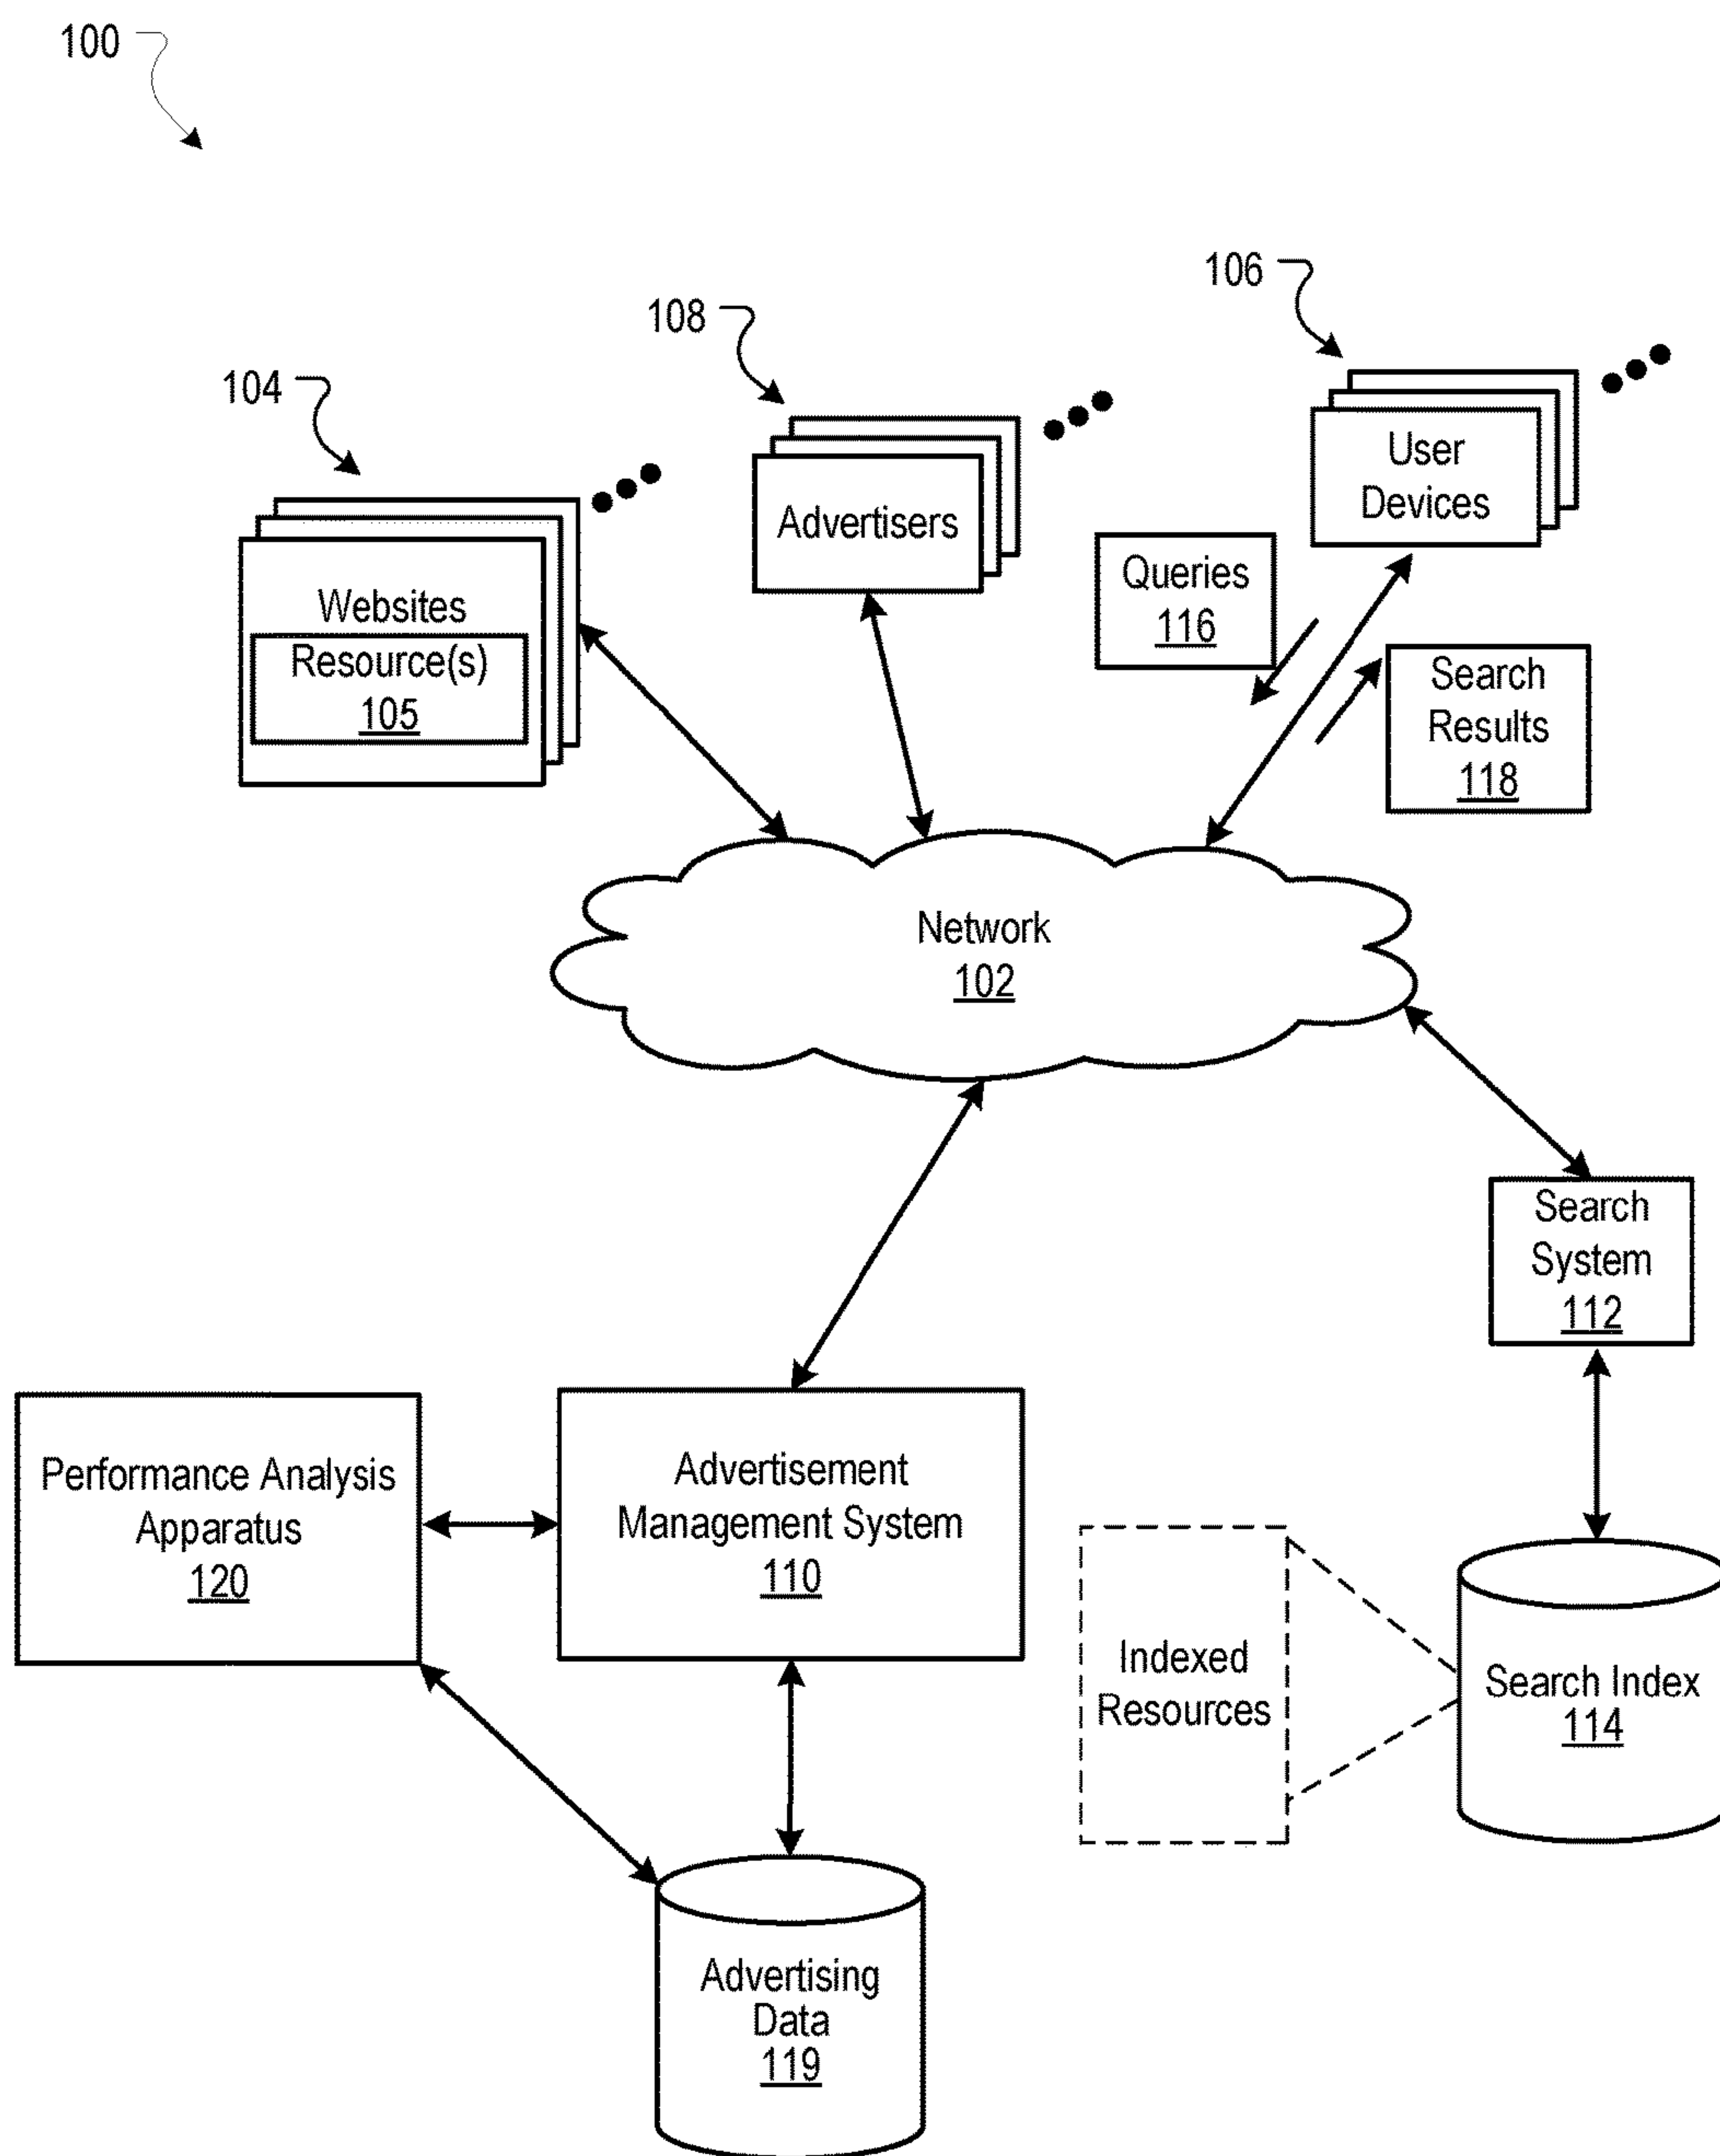 100
106
108
104
User
Devices
Advertisers
Queries
116
Websites
Resource(s)
105
Search
Results
118
Network
102
Search
System
112
Performance Analysis
Apparatus
120
Advertisement
Management System
110
Indexed
Resources
Search Index
114
Advertising
Data
119